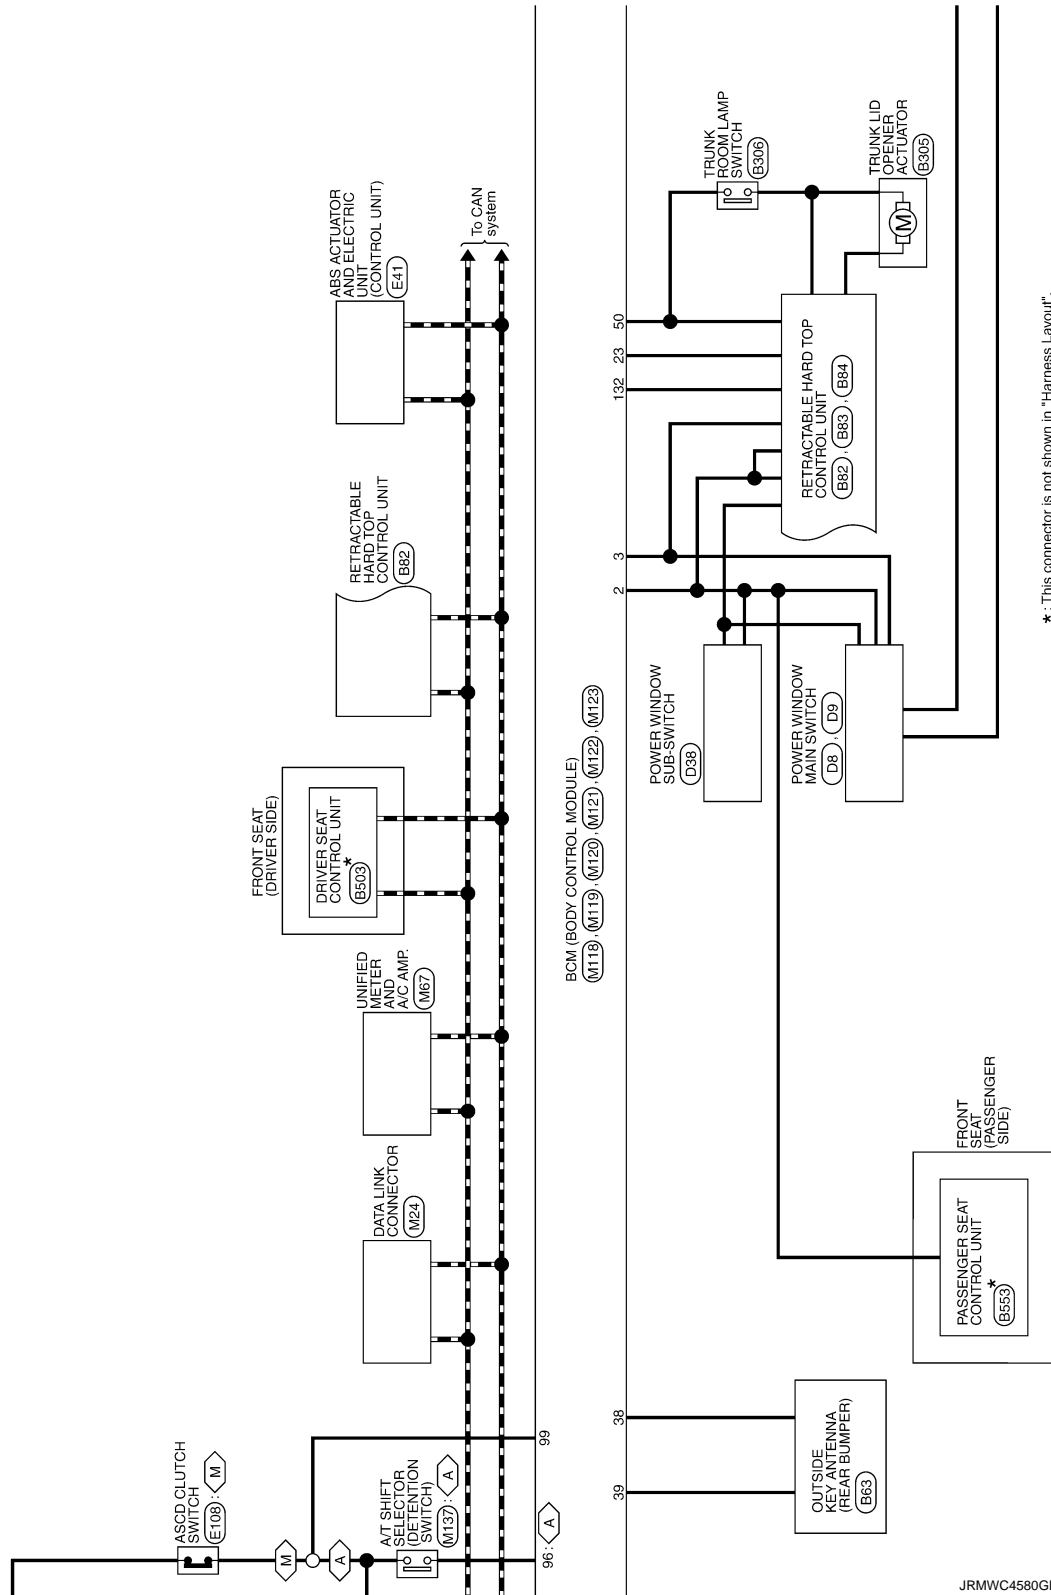 ASCD CLUTCH
SWITCH
E108 : M
M
A
A/T SHIFT
SELECTOR
(DETENTION
SWITCH)
M137 : A
96 : A
99
DATA LINK
CONNECTOR
M24
UNIFIED
METER
AND
A/C AMP.
M67
FRONT SEAT
(DRIVER SIDE)
DRIVER SEAT
CONTROL UNIT
*
B503
RETRACTABLE
HARD TOP
CONTROL UNIT
B82
ABS ACTUATOR
AND ELECTRIC
UNIT
(CONTROL UNIT)
E41
To CAN
system
BCM (BODY CONTROL MODULE)
M118 , M119 , M120 , M121 , M122 , M123
39
38
2
3
132
23
50
OUTSIDE
KEY ANTENNA
(REAR BUMPER)
B63
FRONT
SEAT
(PASSENGER
SIDE)
PASSENGER SEAT
CONTROL UNIT
*
B553
POWER WINDOW
SUB-SWITCH
D38
POWER WINDOW
MAIN SWITCH
D8 , D9
RETRACTABLE HARD TOP
CONTROL UNIT
B82 , B83 , B84
TRUNK
ROOM LAMP
SWITCH
B306
TRUNK LID
OPENER
ACTUATOR
B305
M
* : This connector is not shown in "Harness Layout".
JRMWC4580G